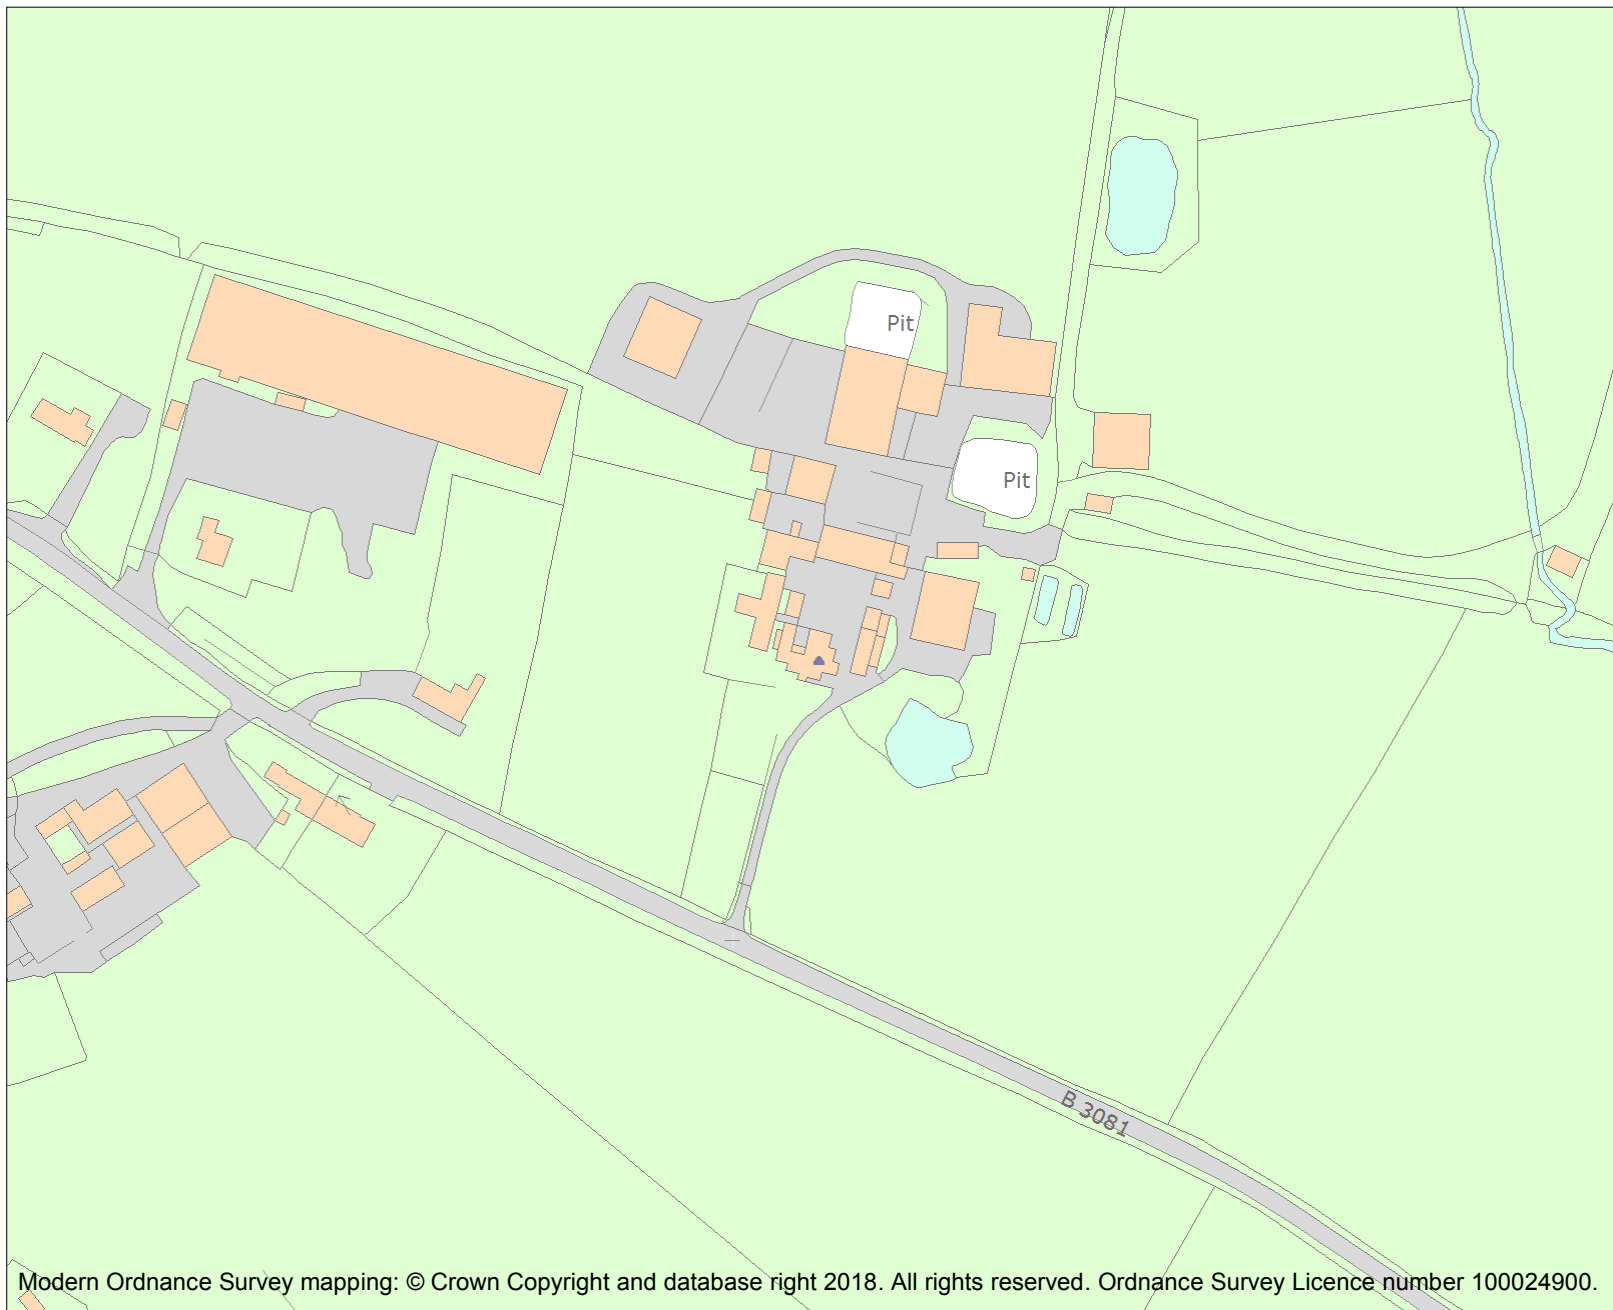 Pit
Pit
B 3081
Modern Ordnance Survey mapping: © Crown Copyright and database right 2018. All rights reserved. Ordnance Survey Licence number 100024900.